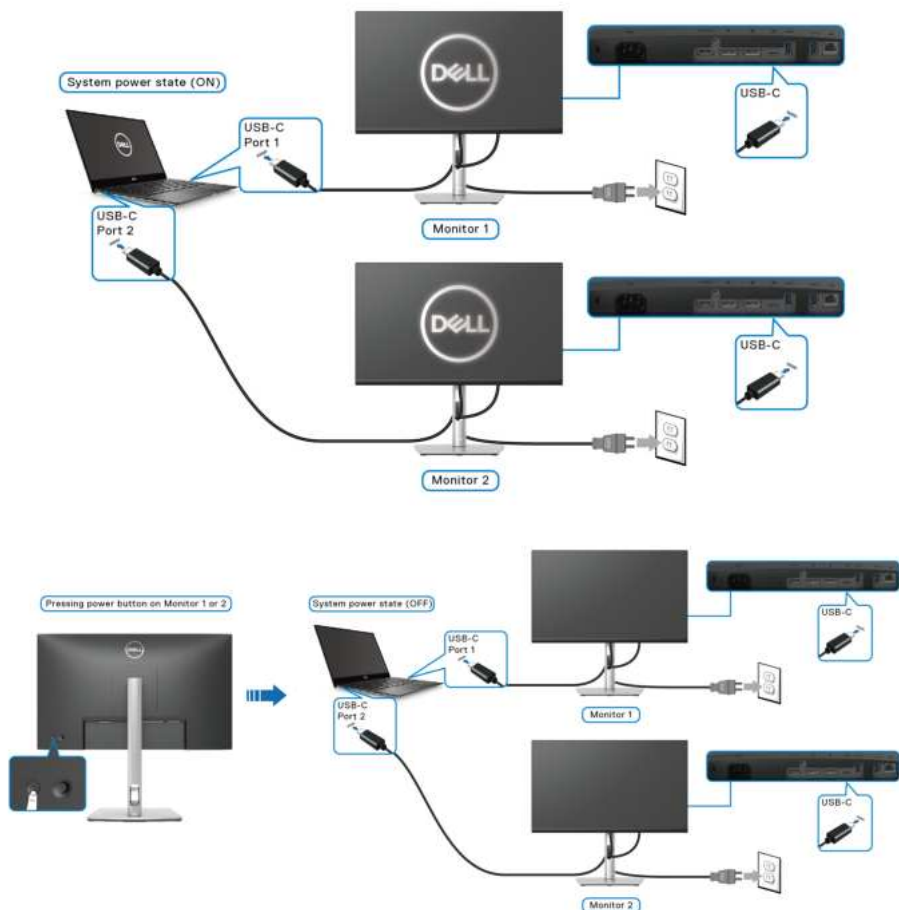 System power state (ON)
DELL
DELL
USB-C
Port 1
USB-C
Monitor 1
USB-C
Port 2
DELL
USB-C
Monitor 2
Pressing power button on Monitor 1 or 2
System power state (OFF)
DELL
USB-C
Port 1
USB-C
Monitor 1
USB-C
Port 2
USB-C
Monitor 2